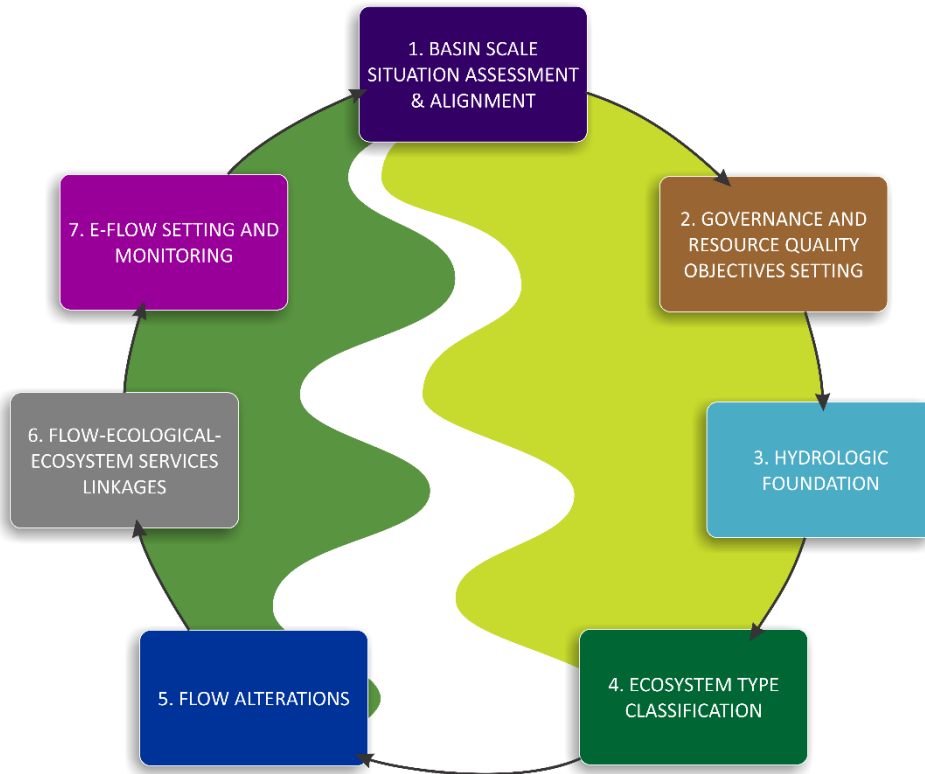 1. BASIN SCALE
SITUATION ASSESSMENT
& ALIGNMENT
2. GOVERNANCE AND
RESOURCE QUALITY
OBJECTIVES SETTING
3. HYDROLOGIC
FOUNDATION
4. ECOSYSTEM TYPE
CLASSIFICATION
5. FLOW ALTERATIONS
6. FLOW-ECOLOGICAL-
ECOSYSTEM SERVICES
LINKAGES
7. E-FLOW SETTING AND
MONITORING